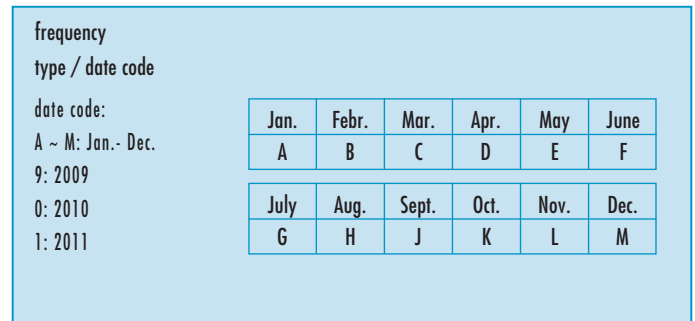 frequency
type / date code
date code:
A ~ M: Jan.- Dec.
9: 2009
0: 2010
1: 2011
Jan. Febr. Mar. Apr. May June
A B C D E F
July Aug. Sept. Oct. Nov. Dec.
G H J K L M